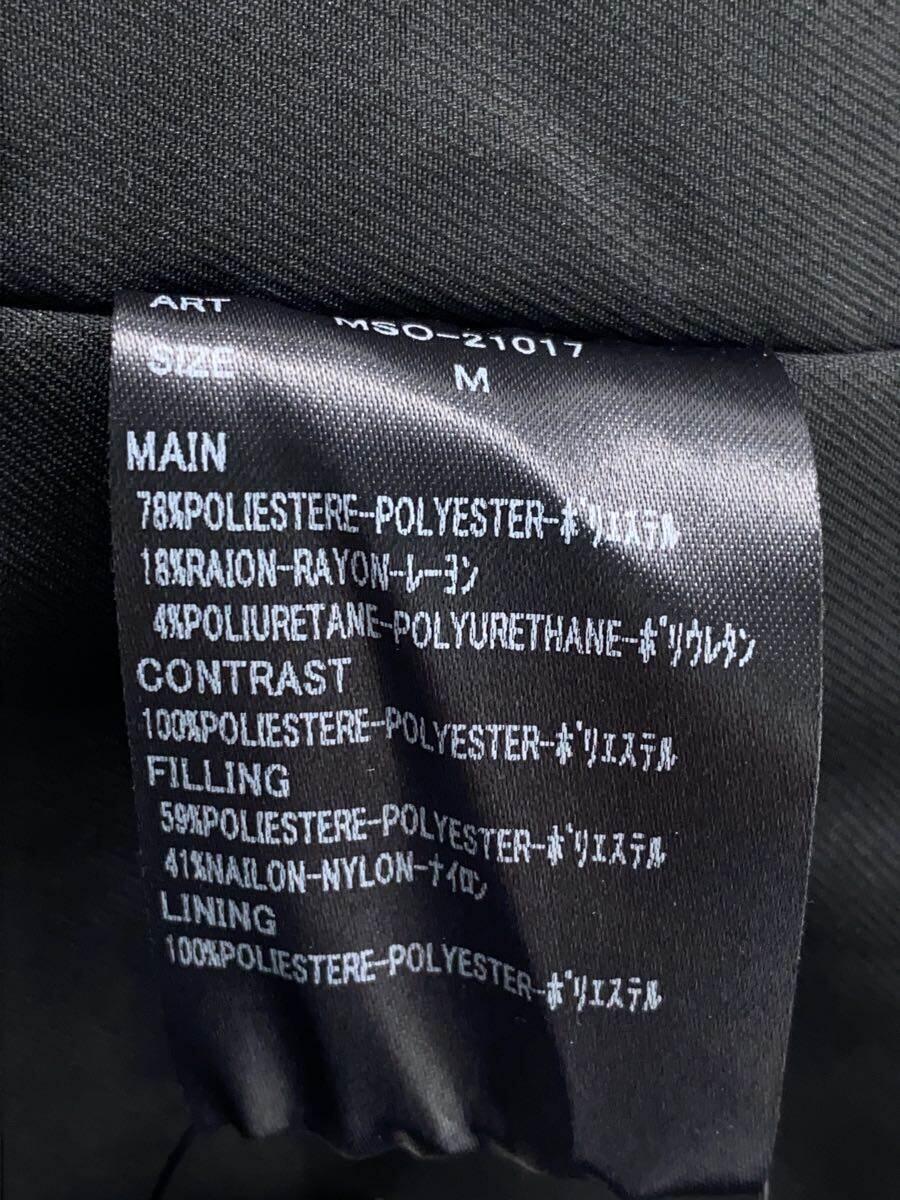 ART MSO-21017
SIZE M
MAIN
78%POLIESTERE-POLYESTER-ﾎﾟﾘｴｽﾃﾙ
18%RAION-RAYON-ﾚｰﾖﾝ
4%POLIURETANE-POLYURETHANE-ﾎﾟﾘｳﾚﾀﾝ
CONTRAST
100%POLIESTERE-POLYESTER-ﾎﾟﾘｴｽﾃﾙ
FILLING
59%POLIESTERE-POLYESTER-ﾎﾟﾘｴｽﾃﾙ
41%NAILON-NYLON-ﾅｲﾛﾝ
LINING
100%POLIESTERE-POLYESTER-ﾎﾟﾘｴｽﾃﾙ